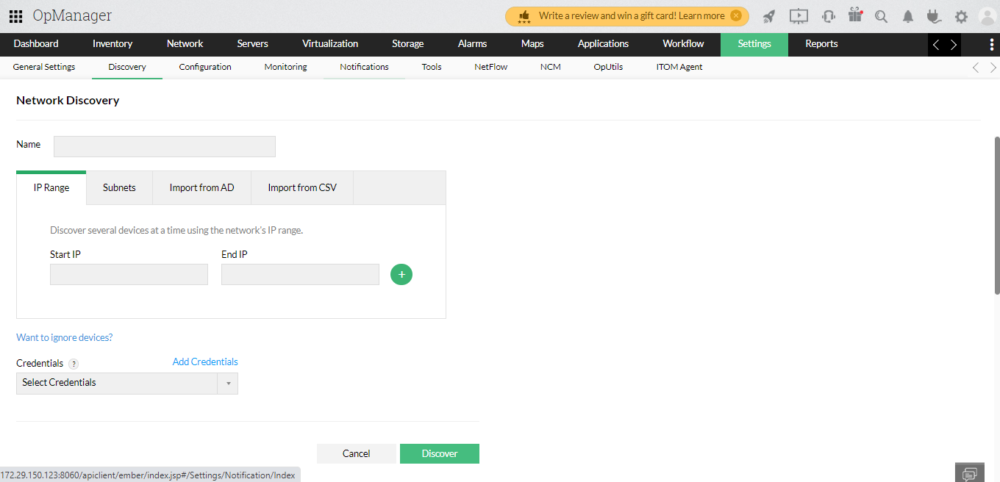 OpManager
Write a review and win a gift card! Learn more
Dashboard Inventory Network Servers Virtualization Storage Alarms Maps Applications Workflow Settings Reports
General Settings Discovery Configuration Monitoring Notifications Tools NetFlow NCM OpUtils ITOM Agent
Network Discovery
Name
IP Range Subnets Import from AD Import from CSV
Discover several devices at a time using the network's IP range.
Start IP End IP
+
Want to ignore devices?
Credentials ? Add Credentials
Select Credentials
Cancel Discover
172.29.150.123:8060/apiclient/ember/index.jsp#/Settings/Notification/Index